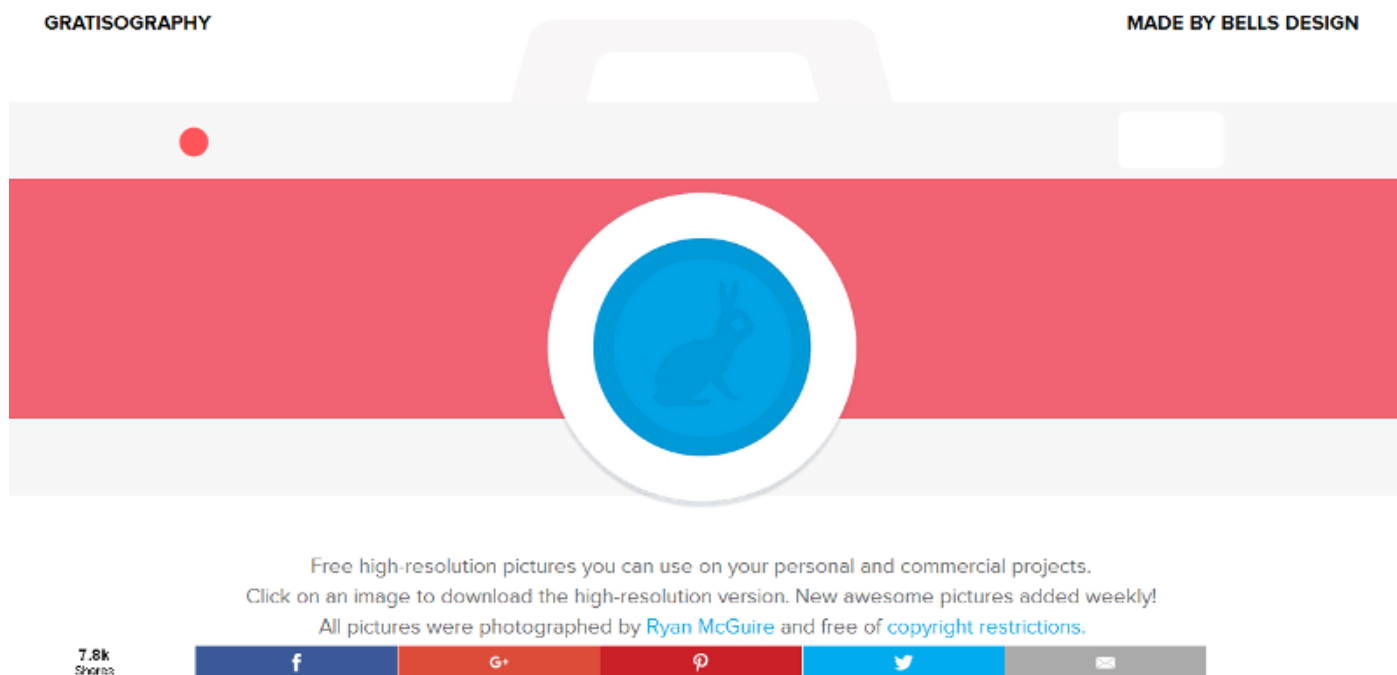 GRATISOGRAPHY
MADE BY BELLS DESIGN
Free high-resolution pictures you can use on your personal and commercial projects.
Click on an image to download the high-resolution version. New awesome pictures added weekly!
All pictures were photographed by Ryan McGuire and free of copyright restrictions.
7.8k
Shares
f
G+